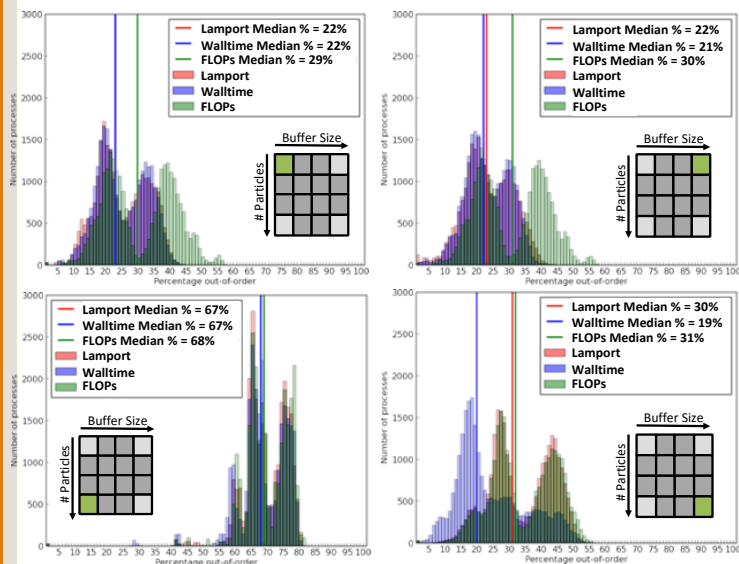 3000
2500
2000
1500
1000
500
0
Number of processes
Lamport Median % = 22%
Walltime Median % = 22%
FLOPs Median % = 29%
Lamport
Walltime
FLOPs
Buffer Size
# Particles
5 10 15 20 25 30 35 40 45 50 55 60 65 70 75 80 85 90 95 100
Percentage out-of-order
3000
2500
2000
1500
1000
500
0
Number of processes
Lamport Median % = 22%
Walltime Median % = 21%
FLOPs Median % = 30%
Lamport
Walltime
FLOPs
Buffer Size
# Particles
5 10 15 20 25 30 35 40 45 50 55 60 65 70 75 80 85 90 95 100
Percentage out-of-order
3000
2500
2000
1500
1000
500
0
Number of processes
Lamport Median % = 67%
Walltime Median % = 67%
FLOPs Median % = 68%
Lamport
Walltime
FLOPs
Buffer Size
# Particles
5 10 15 20 25 30 35 40 45 50 55 60 65 70 75 80 85 90 95 100
Percentage out-of-order
3000
2500
2000
1500
1000
500
0
Number of processes
Lamport Median % = 30%
Walltime Median % = 19%
FLOPs Median % = 31%
Lamport
Walltime
FLOPs
Buffer Size
# Particles
5 10 15 20 25 30 35 40 45 50 55 60 65 70 75 80 85 90 95 100
Percentage out-of-order